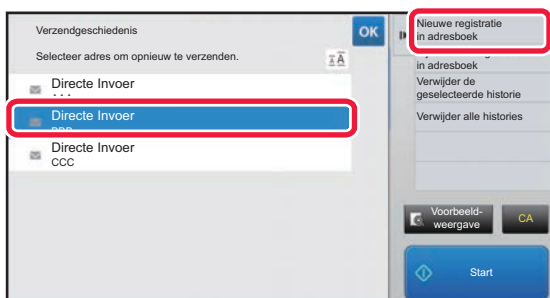 Verzendgeschiedenis
OK
Selecteer adres om opnieuw te verzenden.
Directe Invoer
Directe Invoer
Directe Invoer
CCC
Nieuwe registratie
in adresboek
in adresboek
Verwijder de
geselecteerde historie
Verwijder alle histories
Voorbeeld-
weergave
CA
Start